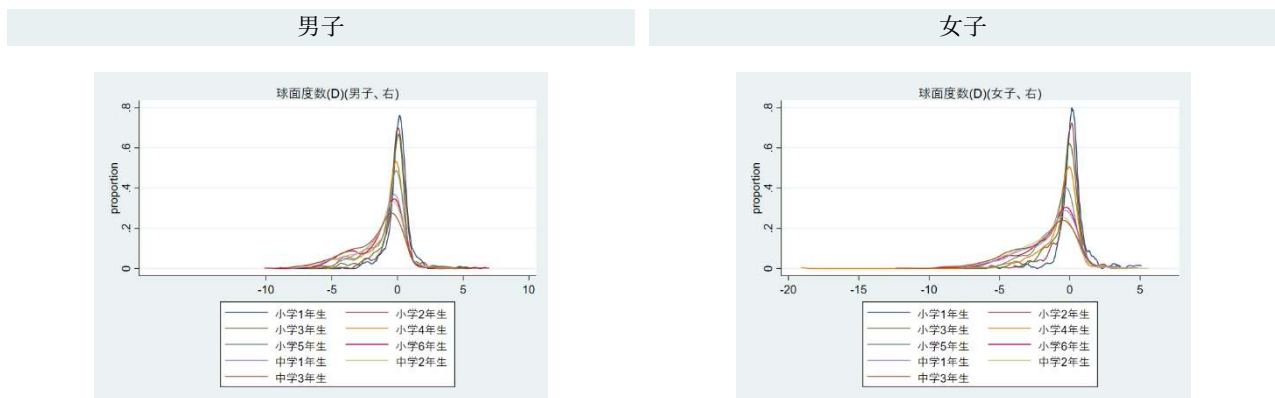 男子
女子
球面度数(D)(男子、右)
proportion
.8
.6
.4
.2
0
-10
-5
0
5
10
小学1年生
小学2年生
小学3年生
小学4年生
小学5年生
小学6年生
中学1年生
中学2年生
中学3年生
球面度数(D)(女子、右)
proportion
.8
.6
.4
.2
0
-20
-15
-10
-5
0
5
小学1年生
小学2年生
小学3年生
小学4年生
小学5年生
小学6年生
中学1年生
中学2年生
中学3年生